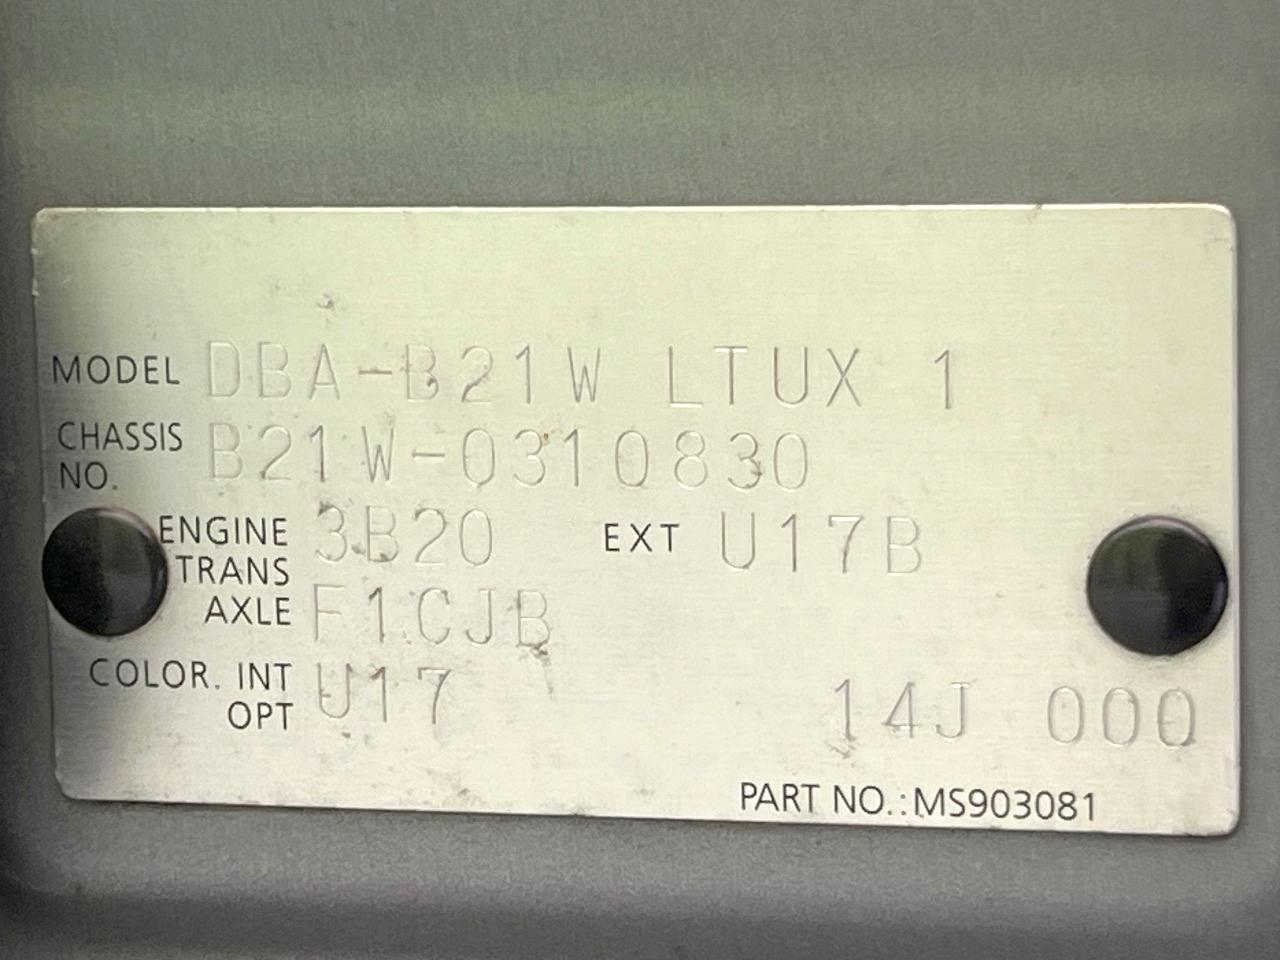 MODEL DBA-B21W LTUX 1
CHASSIS NO. B21W-0310830
ENGINE 3B20 EXT U17B
TRANS AXLE F1CJB
COLOR. INT OPT U17 14J 000
PART NO.:MS903081